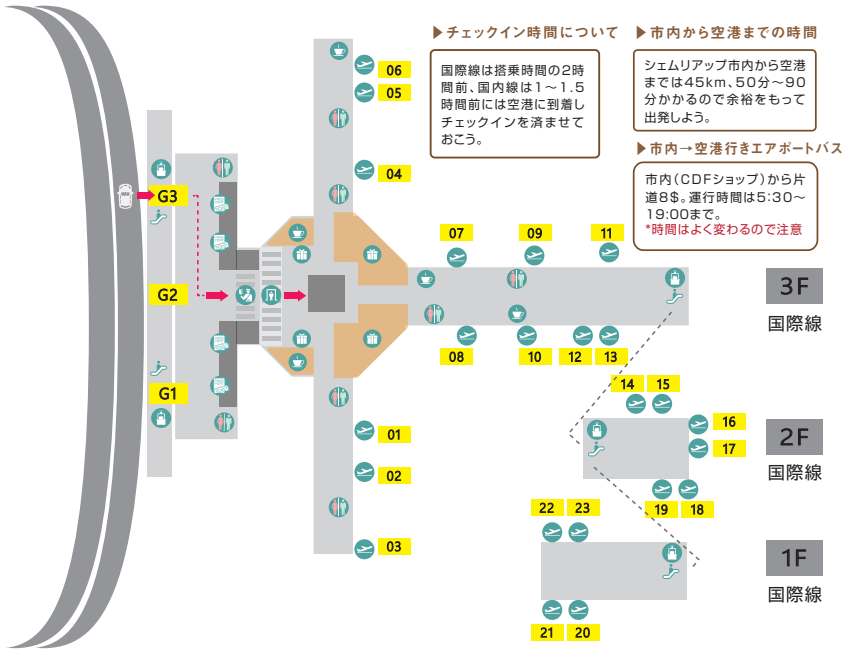 ▶チェックイン時間について
国際線は搭乗時間の2時
間前、国内線は1～1.5
時間前には空港に到着し
チェックインを済ませて
おこう。
▶市内から空港までの時間
シェムリアップ市内から空港
までは45km、50分～90
分かかるので余裕をもって
出発しよう。
▶市内→空港行きエアポートバス
市内(CDFショップ)から片
道8$。運行時間は5:30～
19:00まで。
*時間はよく変わるので注意
06
05
04
G3
G2
G1
07
09
11
08
10
12
13
3F
国際線
01
02
03
14
15
16
17
19
18
2F
国際線
22
23
21
20
1F
国際線